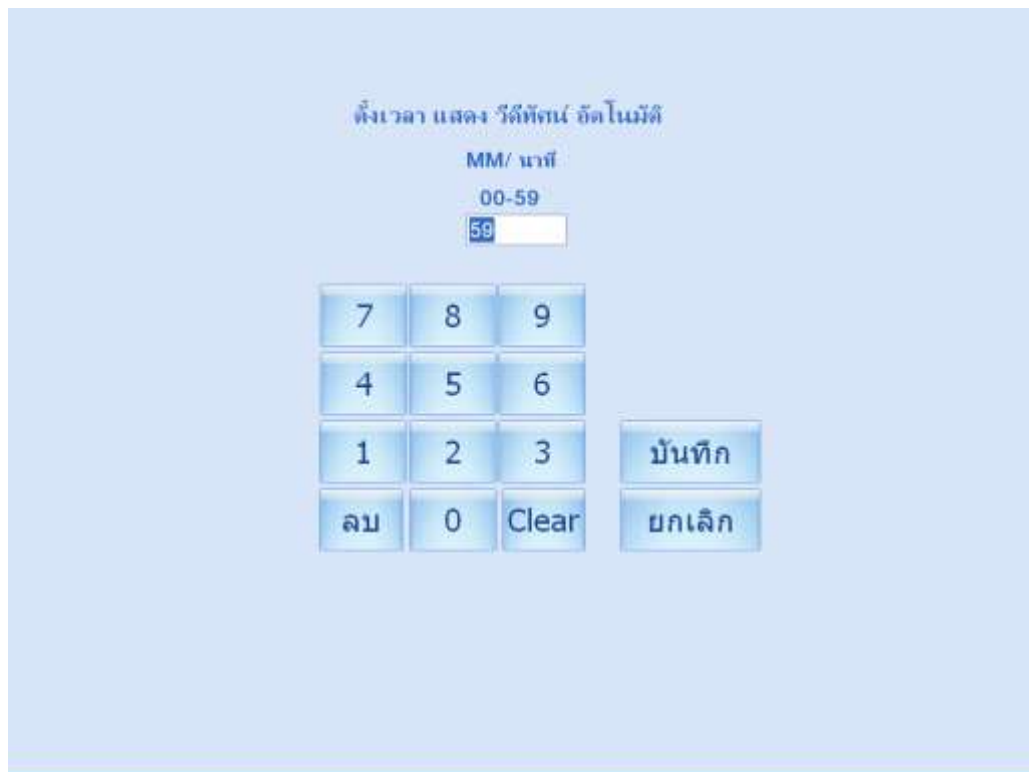 ตั้งเวลา แสดง วีดีทัศน์ อัตโนมัติ
MM/ นาที
00-59
59
7 8 9
4 5 6
1 2 3 บันทึก
ลบ 0 Clear ยกเลิก